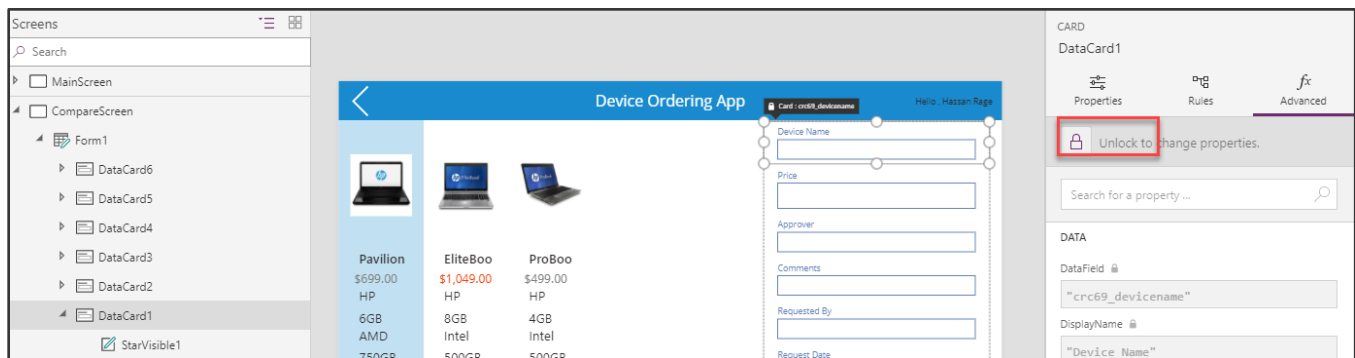 Screens
Search
MainScreen
CompareScreen
Form1
DataCard6
DataCard5
DataCard4
DataCard3
DataCard2
DataCard1
StarVisible1
Device Ordering App
Card : crc69_devicename
Hello , Hassan Rage
Pavilion EliteBoo ProBoo
$699.00 $1,049.00 $499.00
HP HP HP
6GB 8GB 4GB
AMD Intel Intel
750GB 500GB 500GB
Device Name
Price
Approver
Comments
Requested By
Request Date
CARD
DataCard1
Properties Rules Advanced
Unlock to change properties.
Search for a property ...
DATA
DataField
"crc69_devicename"
DisplayName
"Device Name"